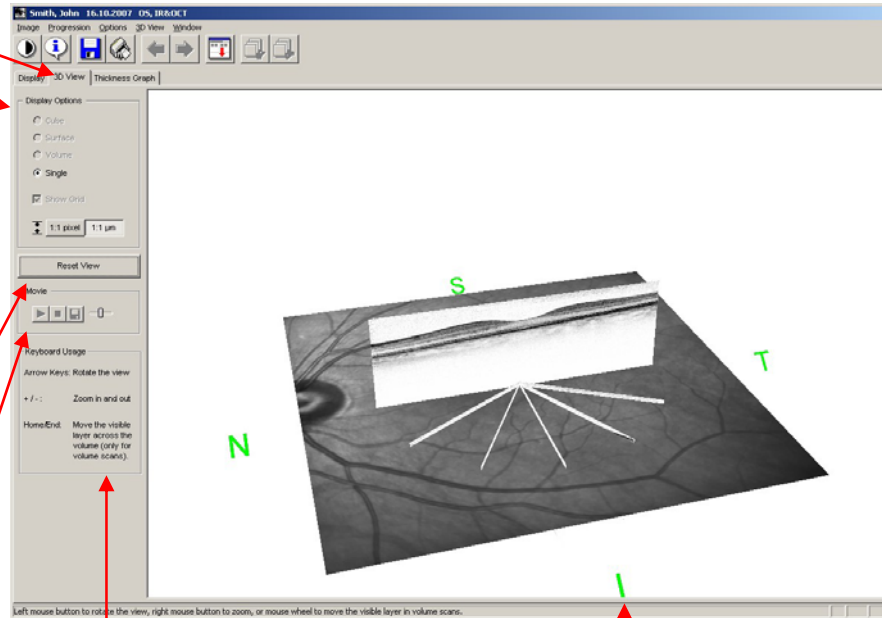 Smith, John 16.10.2007 OS, IR&OCT
Image Progression Options 3D View Window
Display 3D View Thickness Graph
Display Options
Cube
Surface
Volume
Single
Show Grid
1:1 pixel 1:1 µm
Reset View
Movie
Keyboard Usage
Arrow Keys: Rotate the view
+ / - : Zoom in and out
Home/End: Move the visible
layer across the
volume (only for
volume scans).
S
T
N
I
Left mouse button to rotate the view, right mouse button to zoom, or mouse wheel to move the visible layer in volume scans.